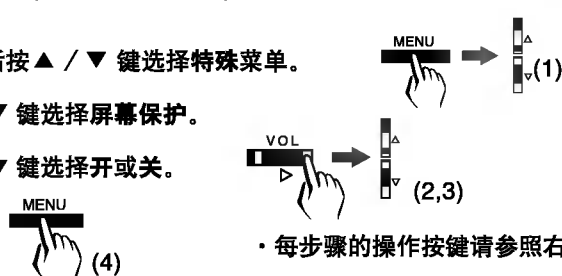 后按▲ / ▼ 键选择特殊菜单。
MENU
(1)
▼ 键选择屏幕保护。
VOL
▼ 键选择开或关。
(2,3)
MENU
(4)
・每步骤的操作按键请参照右